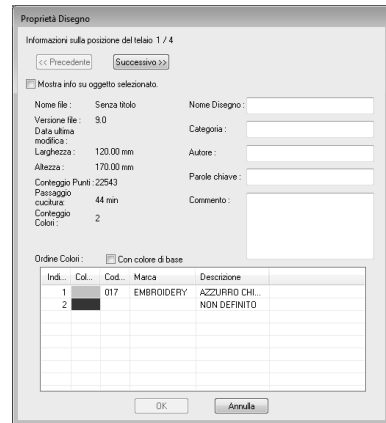 Proprietà Disegno
Informazioni sulla posizione del telaio 1 / 4
<< Precedente Successivo >>
Mostra info su oggetto selezionato.
Nome file : Senza titolo Nome Disegno :
Versione file : 9.0
Data ultima modifica :
Categoria :
Larghezza : 120.00 mm Autore :
Altezza : 170.00 mm
Parole chiave :
Conteggio Punti : 22543
Passaggio cucitura: 44 min Commento :
Conteggio Colori : 2
Ordine Colori : Con colore di base
Indi... Col... Cod... Marca Descrizione
1 017 EMBROIDERY AZZURRO CHI...
2 NON DEFINITO
OK Annulla